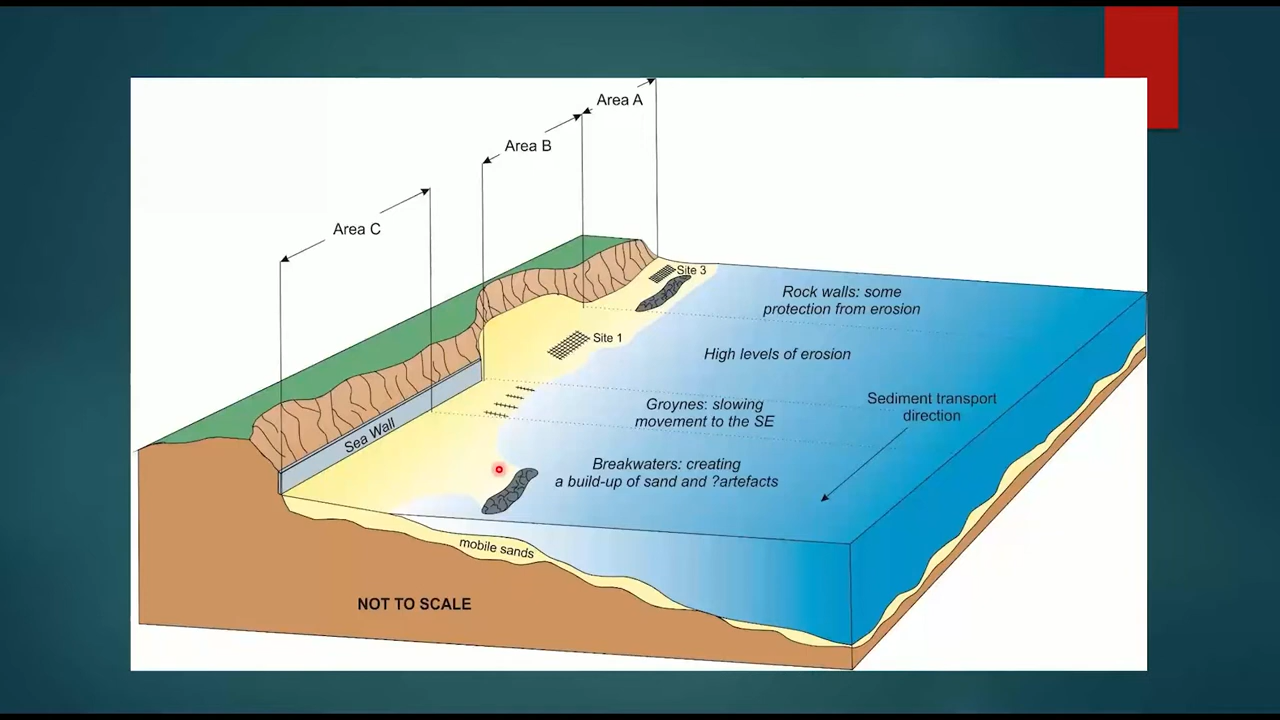 Area A
Area B
Area C
Site 3
Rock walls: some
protection from erosion
Site 1
High levels of erosion
Sediment transport
direction
Groynes: slowing
movement to the SE
Sea Wall
Breakwaters: creating
a build-up of sand and ?artefacts
mobile sands
NOT TO SCALE